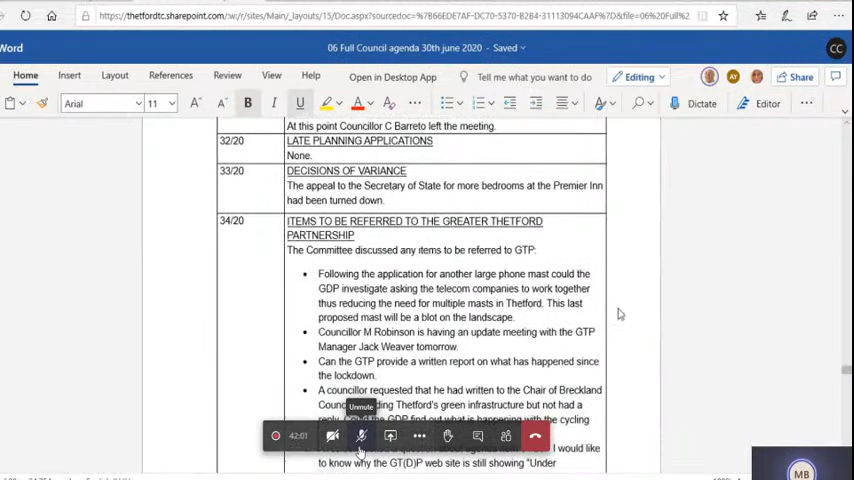 https://thetfordtc.sharepoint.com/:w:/r/sites/Main/_layouts/15/Doc.aspx?sourcedoc=%7B66EDE7AF-DC70-5370-B2B4-31113094CAAF%7D&file=06%20Full%2
Word
06 Full Council agenda 30th june 2020 - Saved
CC
Home Insert Layout References Review View Help Open in Desktop App Tell me what you want to do Editing AY Share
Arial 11 A A B I U A A Dictate Editor
At this point Councillor C Barreto left the meeting.
32/20 LATE PLANNING APPLICATIONS
None.
33/20 DECISIONS OF VARIANCE
The appeal to the Secretary of State for more bedrooms at the Premier Inn
had been turned down.
34/20 ITEMS TO BE REFERRED TO THE GREATER THETFORD
PARTNERSHIP
The Committee discussed any items to be referred to GTP:
• Following the application for another large phone mast could the
GDP investigate asking the telecom companies to work together
thus reducing the need for multiple masts in Thetford. This last
proposed mast will be a blot on the landscape.
• Councillor M Robinson is having an update meeting with the GTP
Manager Jack Weaver tomorrow.
• Can the GTP provide a written report on what has happened since
the lockdown.
• A councillor requested that he had written to the Chair of Breckland
Unmute
Thetford's green infrastructure but not had a
the GDP find out what is happening with the cycling
42:01
I would like
to know why the GT(D)P web site is still showing "Under
MB